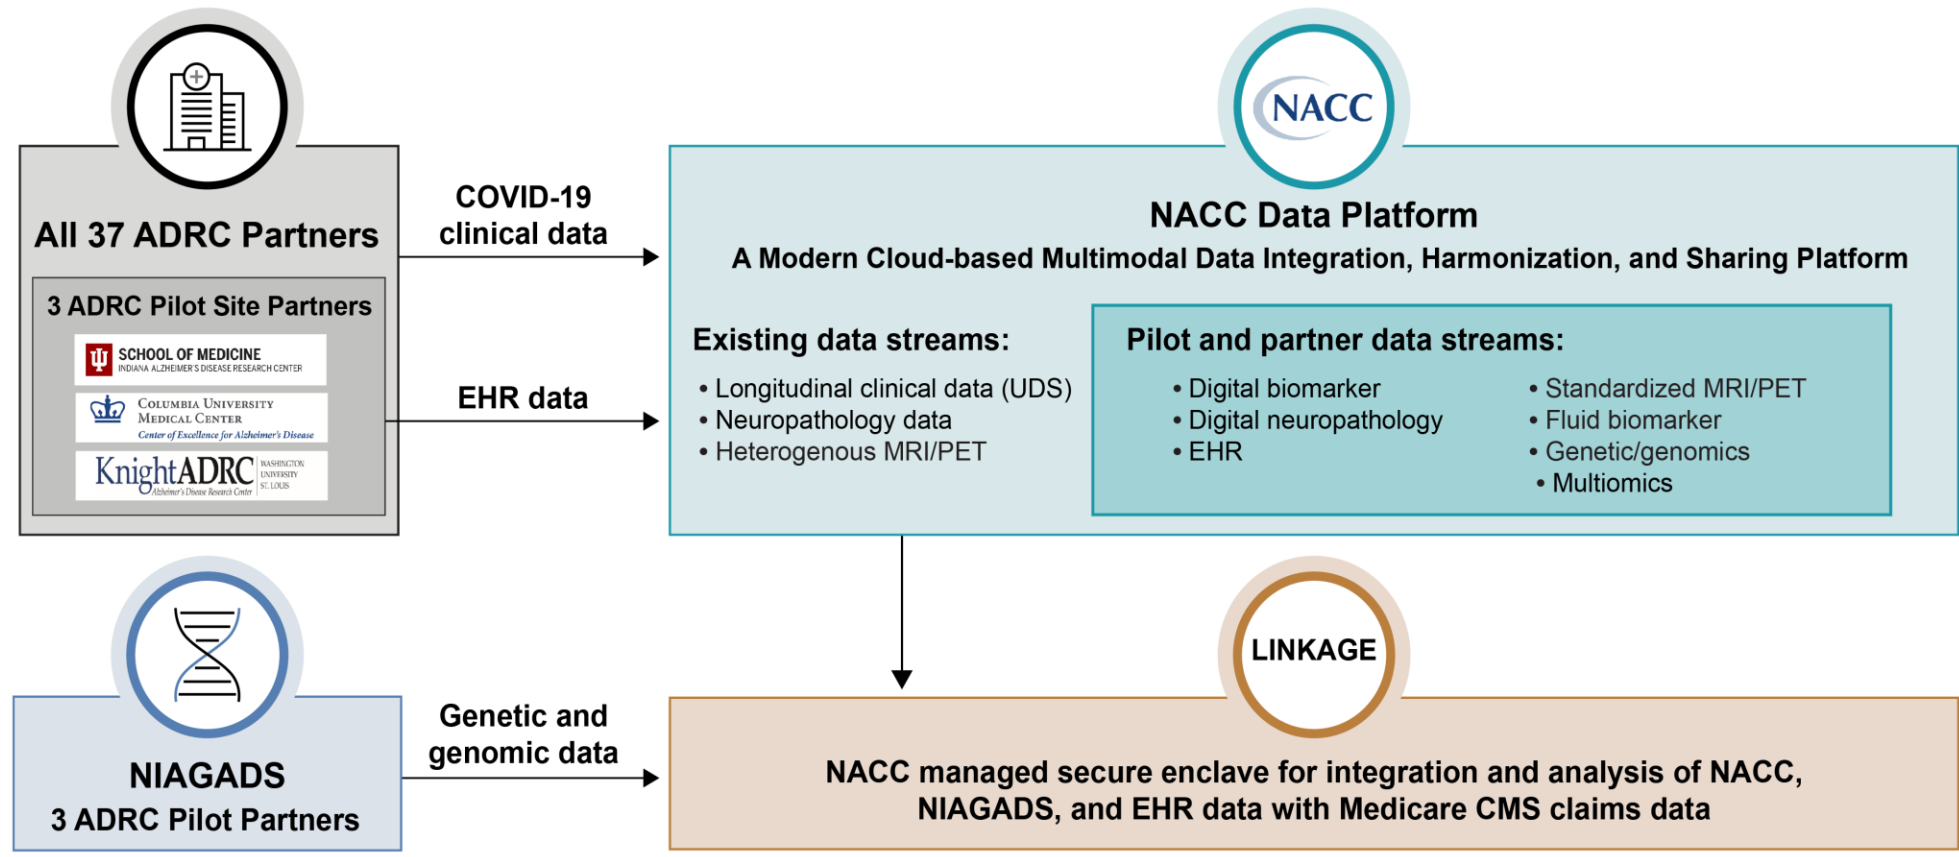 All 37 ADRC Partners
3 ADRC Pilot Site Partners
SCHOOL OF MEDICINE
INDIANA ALZHEIMER'S DISEASE RESEARCH CENTER
COLUMBIA UNIVERSITY
MEDICAL CENTER
Center of Excellence for Alzheimer's Disease
KnightADRC
Alzheimer's Disease Research Center
WASHINGTON
UNIVERSITY
ST. LOUIS
COVID-19
clinical data
EHR data
NACC
NACC Data Platform
A Modern Cloud-based Multimodal Data Integration, Harmonization, and Sharing Platform
Existing data streams:
• Longitudinal clinical data (UDS)
• Neuropathology data
• Heterogenous MRI/PET
Pilot and partner data streams:
• Digital biomarker
• Digital neuropathology
• EHR
• Standardized MRI/PET
• Fluid biomarker
• Genetic/genomics
• Multiomics
NIAGADS
3 ADRC Pilot Partners
Genetic and
genomic data
LINKAGE
NACC managed secure enclave for integration and analysis of NACC,
NIAGADS, and EHR data with Medicare CMS claims data